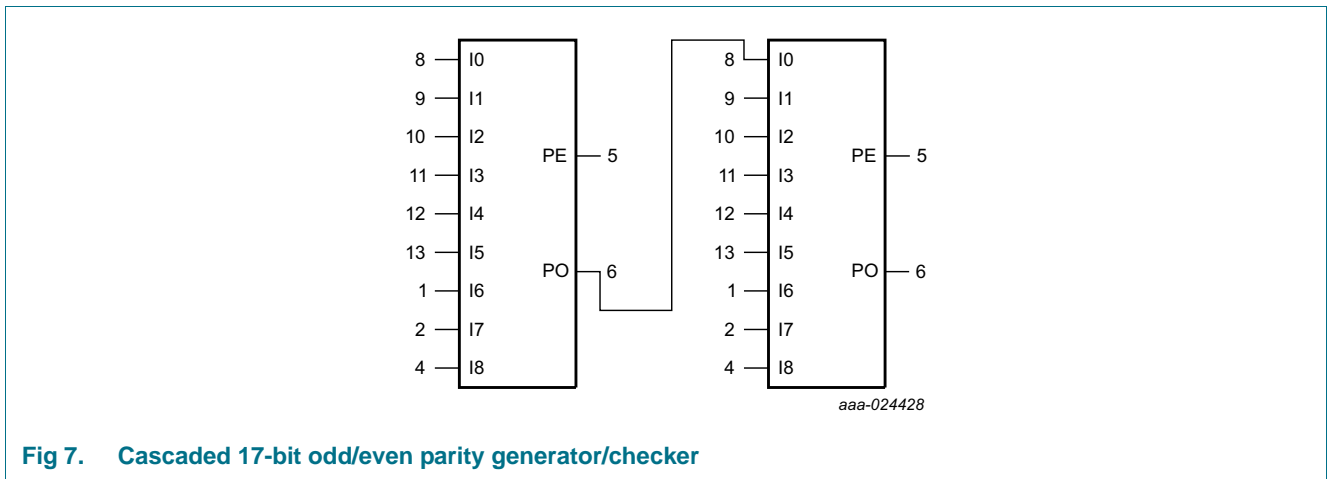 8 I0 8 I0
9 I1 9 I1
10 I2 10 I2
PE 5 PE 5
11 I3 11 I3
12 I4 12 I4
13 I5 13 I5
PO 6 PO 6
1 I6 1 I6
2 I7 2 I7
4 I8 4 I8
aaa-024428
Fig 7. Cascaded 17-bit odd/even parity generator/checker